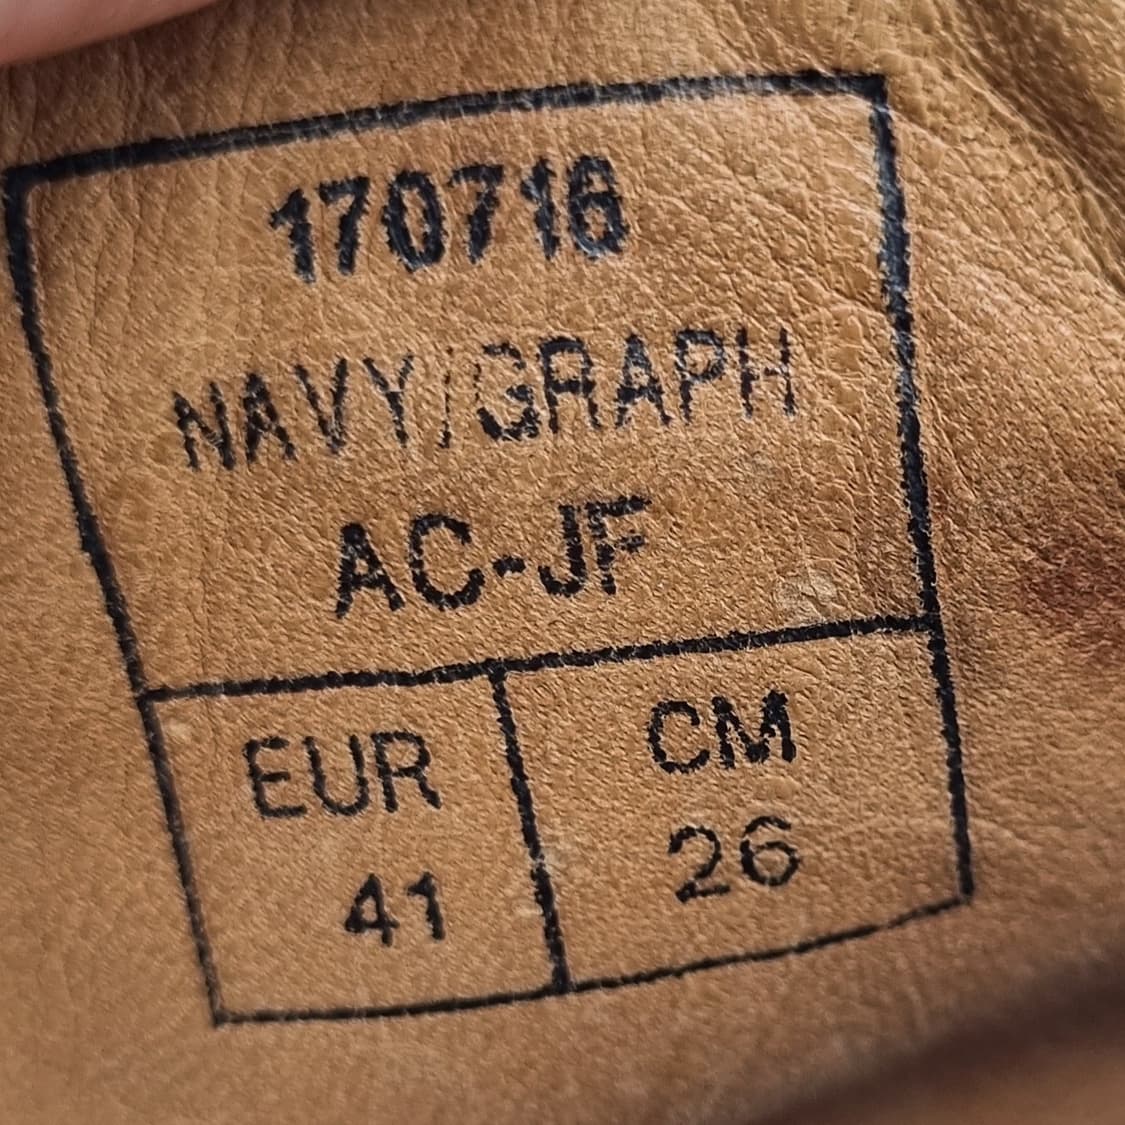 170716
NAVY/GRAPH
AC-JF
EUR
41
CM
26